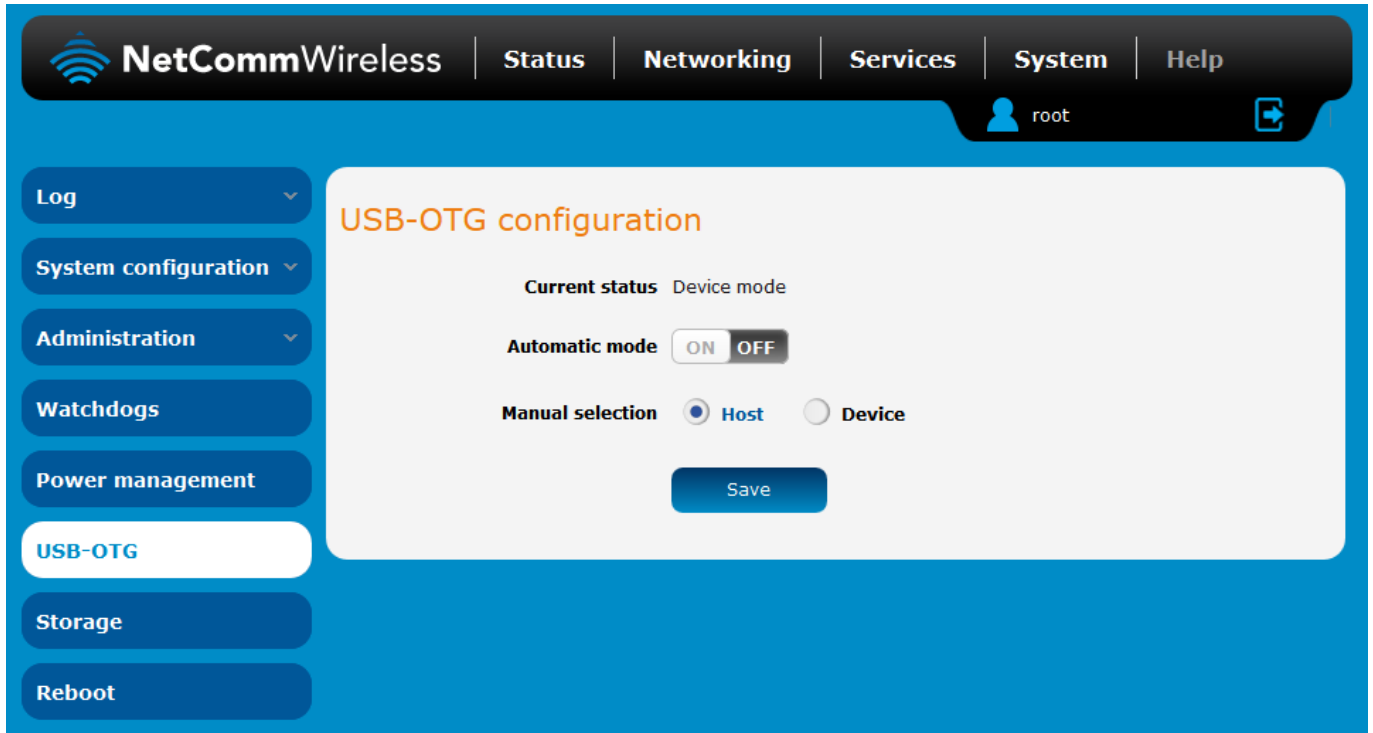 NetCommWireless Status Networking Services System Help
root
Log
System configuration
Administration
Watchdogs
Power management
USB-OTG
Storage
Reboot
USB-OTG configuration
Current status Device mode
Automatic mode ON OFF
Manual selection Host Device
Save